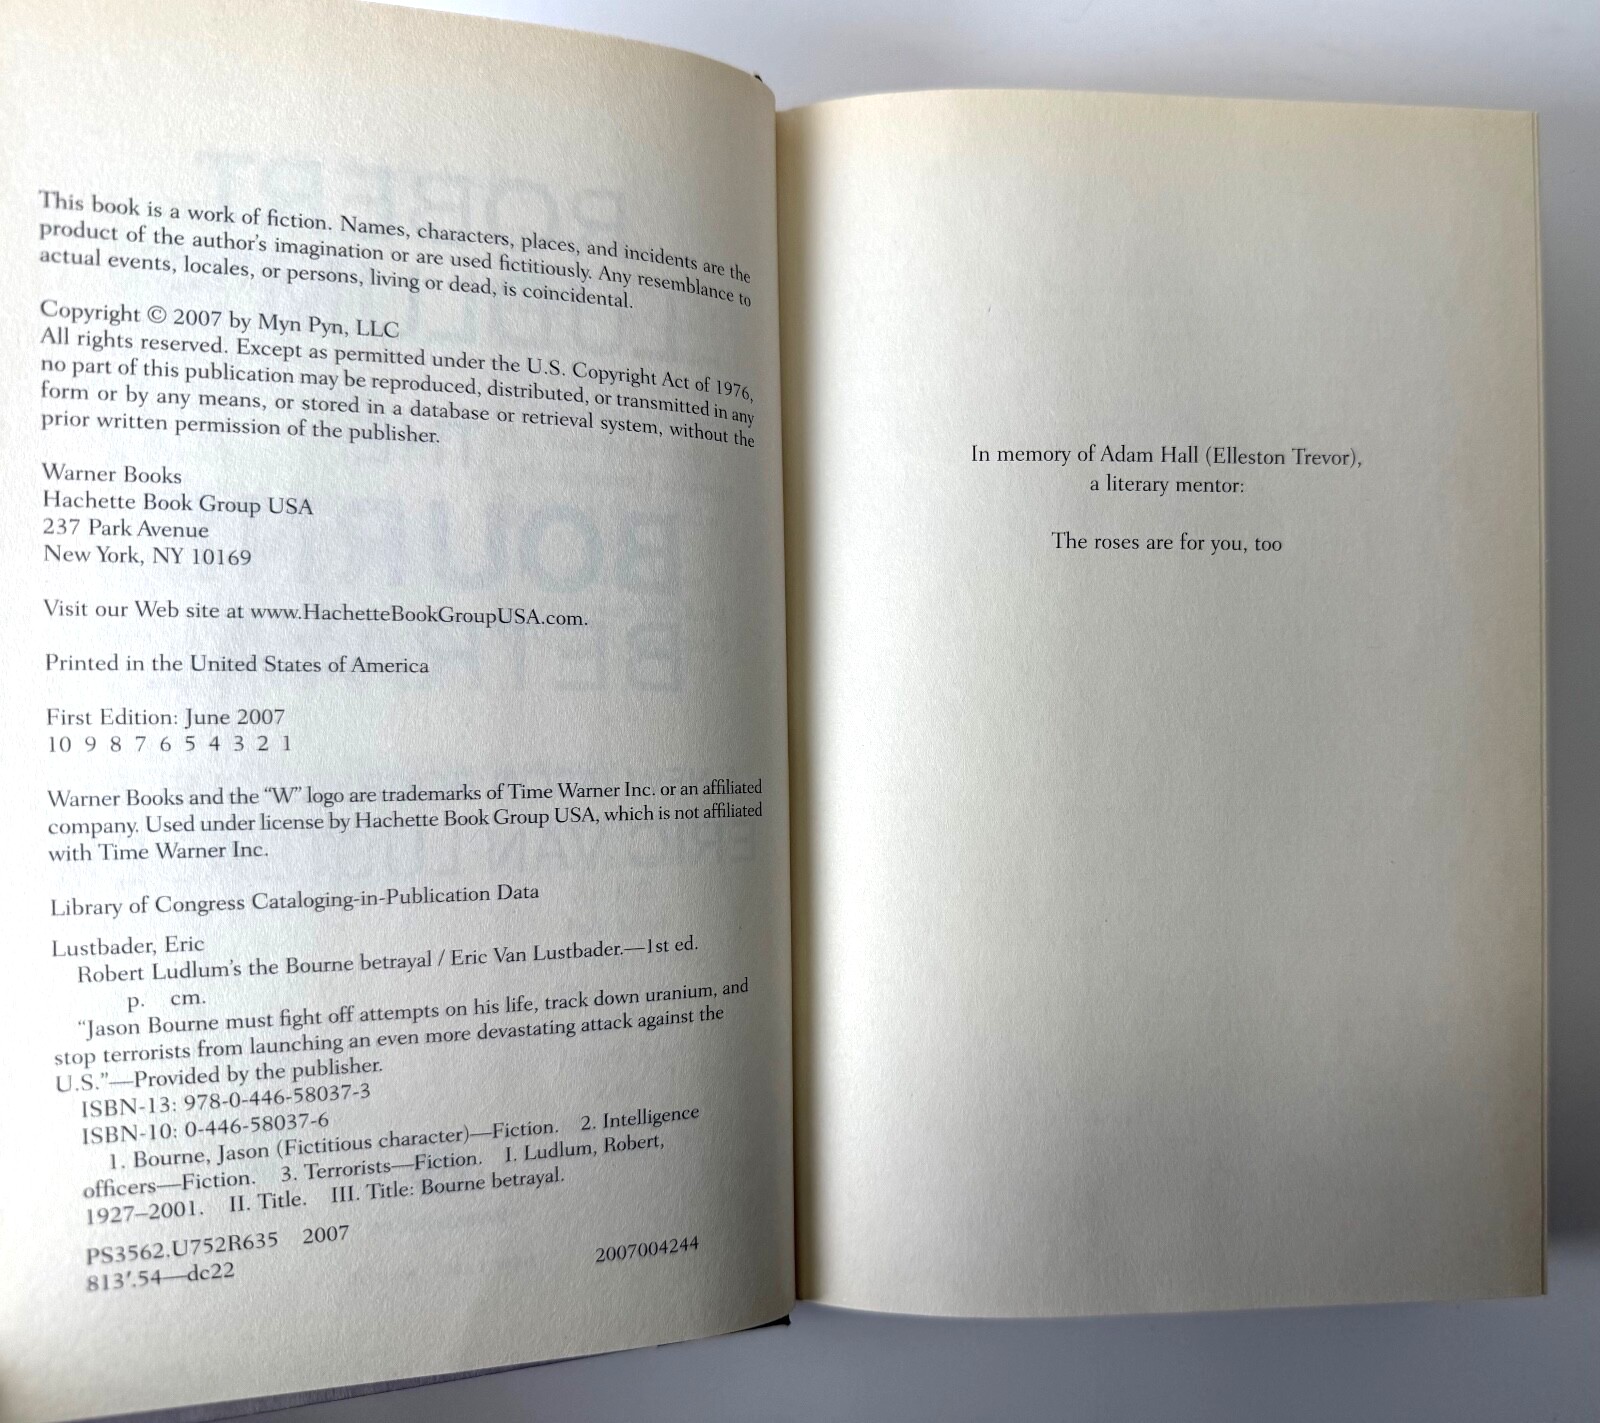 This book is a work of fiction. Names, characters, places, and incidents are the
product of the author's imagination or are used fictitiously. Any resemblance to
actual events, locales, or persons, living or dead, is coincidental.
Copyright © 2007 by Myn Pyn, LLC
All rights reserved. Except as permitted under the U.S. Copyright Act of 1976,
no part of this publication may be reproduced, distributed, or transmitted in any
form or by any means, or stored in a database or retrieval system, without the
prior written permission of the publisher.
Warner Books
Hachette Book Group USA
237 Park Avenue
New York, NY 10169
Visit our Web site at www.HachetteBookGroupUSA.com.
Printed in the United States of America
First Edition: June 2007
10 9 8 7 6 5 4 3 2 1
Warner Books and the “W” logo are trademarks of Time Warner Inc. or an affiliated
company. Used under license by Hachette Book Group USA, which is not affiliated
with Time Warner Inc.
Library of Congress Cataloging-in-Publication Data
Lustbader, Eric
Robert Ludlum's the Bourne betrayal / Eric Van Lustbader.—1st ed.
p. cm.
“Jason Bourne must fight off attempts on his life, track down uranium, and
stop terrorists from launching an even more devastating attack against the
U.S.”—Provided by the publisher.
ISBN-13: 978-0-446-58037-3
ISBN-10: 0-446-58037-6
1. Bourne, Jason (Fictitious character)—Fiction. 2. Intelligence
officers—Fiction. 3. Terrorists—Fiction. I. Ludlum, Robert,
1927–2001. II. Title. III. Title: Bourne betrayal.
PS3562.U752R635 2007
813'.54—dc22
2007004244
In memory of Adam Hall (Elleston Trevor),
a literary mentor:
The roses are for you, too